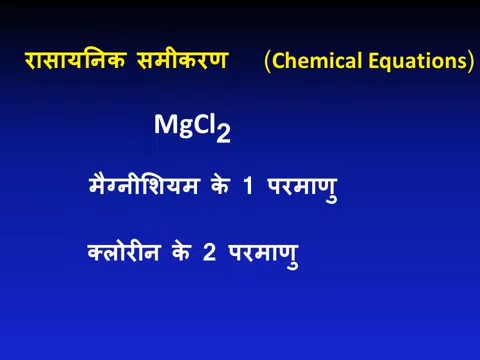 रासायनिक समीकरण (Chemical Equations)
MgCl2
मैग्नीशियम के 1 परमाणु
क्लोरीन के 2 परमाणु